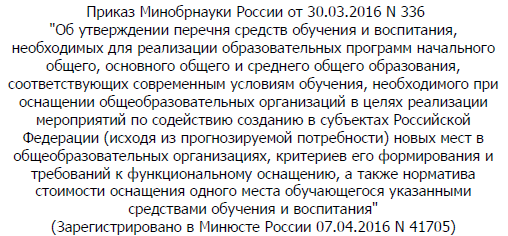 Приказ Минобрнауки России от 30.03.2016 N 336
"Об утверждении перечня средств обучения и воспитания,
необходимых для реализации образовательных программ начального
общего, основного общего и среднего общего образования,
соответствующих современным условиям обучения, необходимого при
оснащении общеобразовательных организаций в целях реализации
мероприятий по содействию созданию в субъектах Российской
Федерации (исходя из прогнозируемой потребности) новых мест в
общеобразовательных организациях, критериев его формирования и
требований к функциональному оснащению, а также норматива
стоимости оснащения одного места обучающегося указанными
средствами обучения и воспитания"
(Зарегистрировано в Минюсте России 07.04.2016 N 41705)